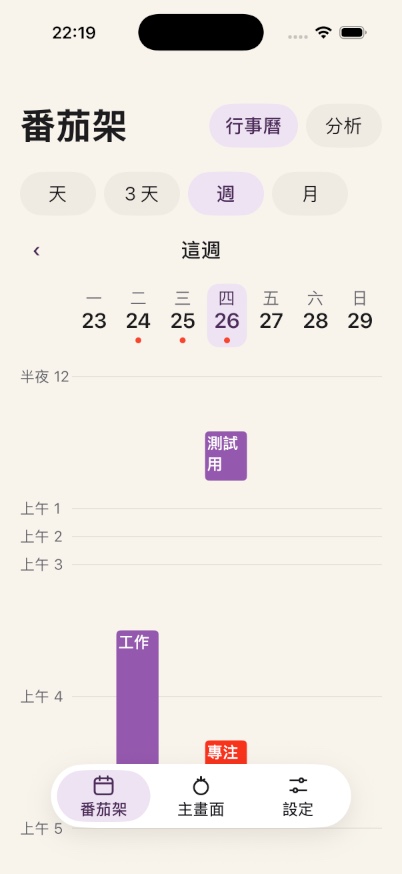 22:19
番茄架
行事曆
分析
天
3 天
週
月
‹
這週
一 二 三 四 五 六 日
23 24 25 26 27 28 29
半夜 12
測試
用
上午 1
上午 2
上午 3
工作
上午 4
專注
番茄架
主畫面
設定
上午 5